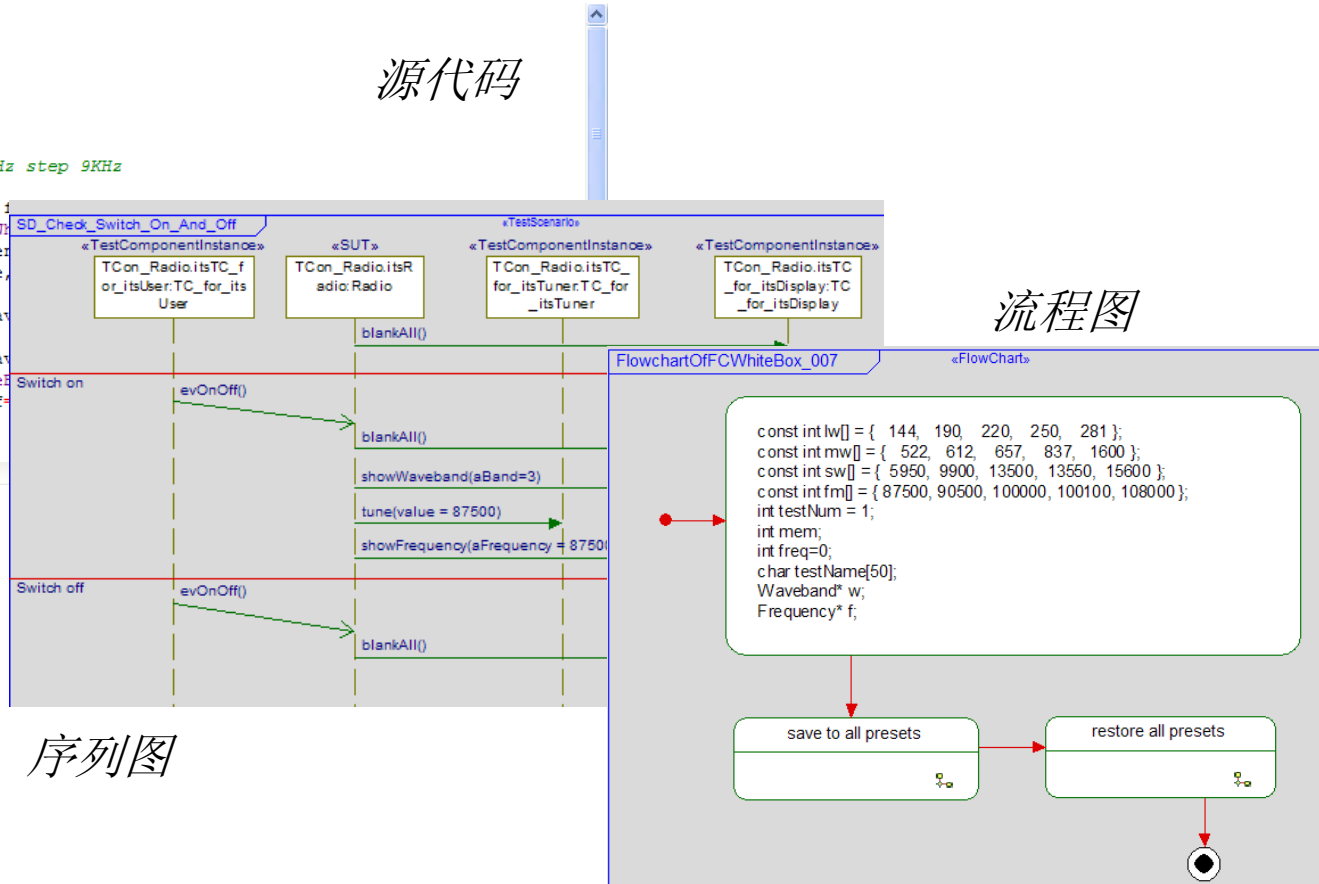 源代码
Hz step 9KHz
SD_Check_Switch_On_And_Off
«TestScenario»
«TestComponentInstance»
«SUT»
«TestComponentInstance»
«TestComponentInstance»
TCon_Radio.itsTC_f
or_itsUser:TC_for_its
User
TCon_Radio.itsR
adio:Radio
TCon_Radio.itsTC_
for_itsTuner:TC_for
_itsTuner
TCon_Radio.itsTC
_for_itsDisplay:TC
_for_itsDisplay
blankAll()
Switch on
evOnOff()
blankAll()
showWaveband(aBand=3)
tune(value = 87500)
showFrequency(aFrequency = 8750
Switch off
evOnOff()
blankAll()
序列图
流程图
FlowchartOfFCWhiteBox_007
«FlowChart»
const int lw[] = { 144, 190, 220, 250, 281 };
const int mw[] = { 522, 612, 657, 837, 1600 };
const int sw[] = { 5950, 9900, 13500, 13550, 15600 };
const int fm[] = { 87500, 90500, 100000, 100100, 108000 };
int testNum = 1;
int mem;
int freq=0;
char testName[50];
Waveband* w;
Frequency* f;
save to all presets
restore all presets